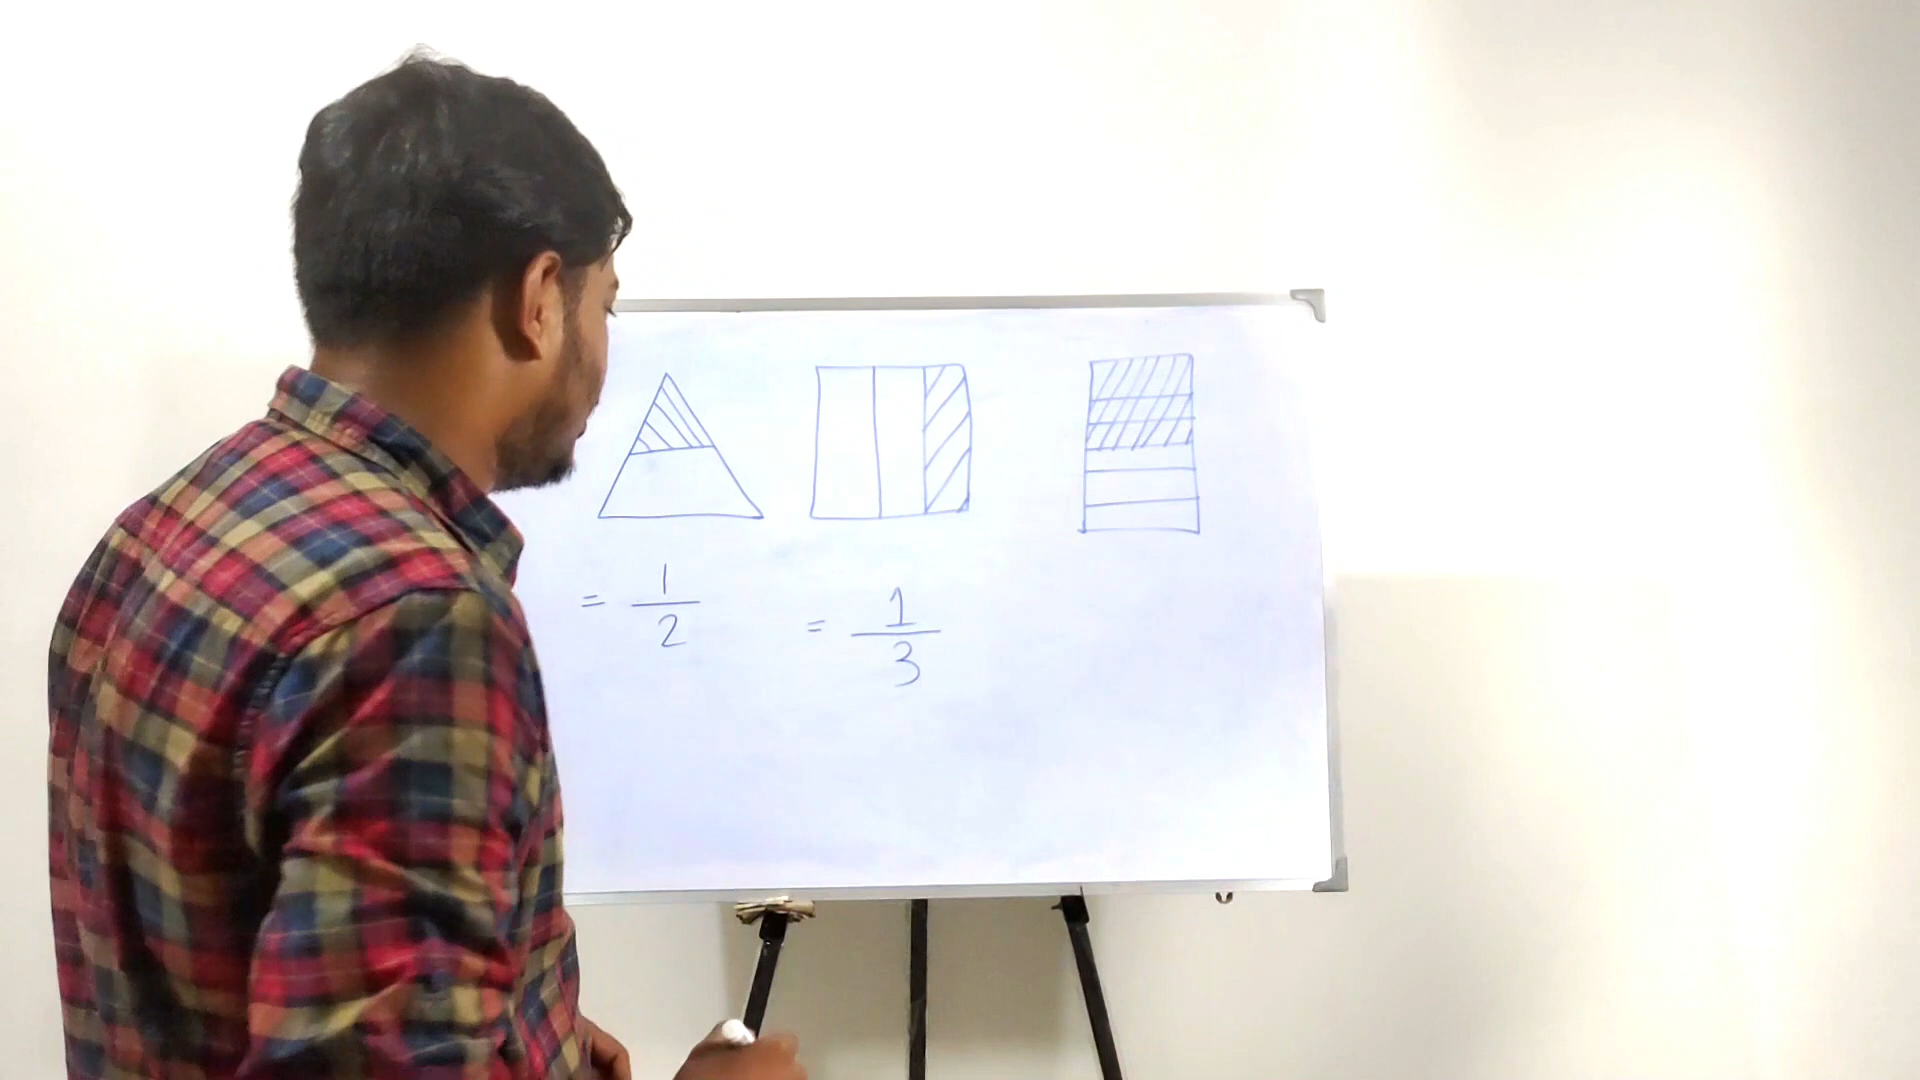 = 1/2
= 1/3